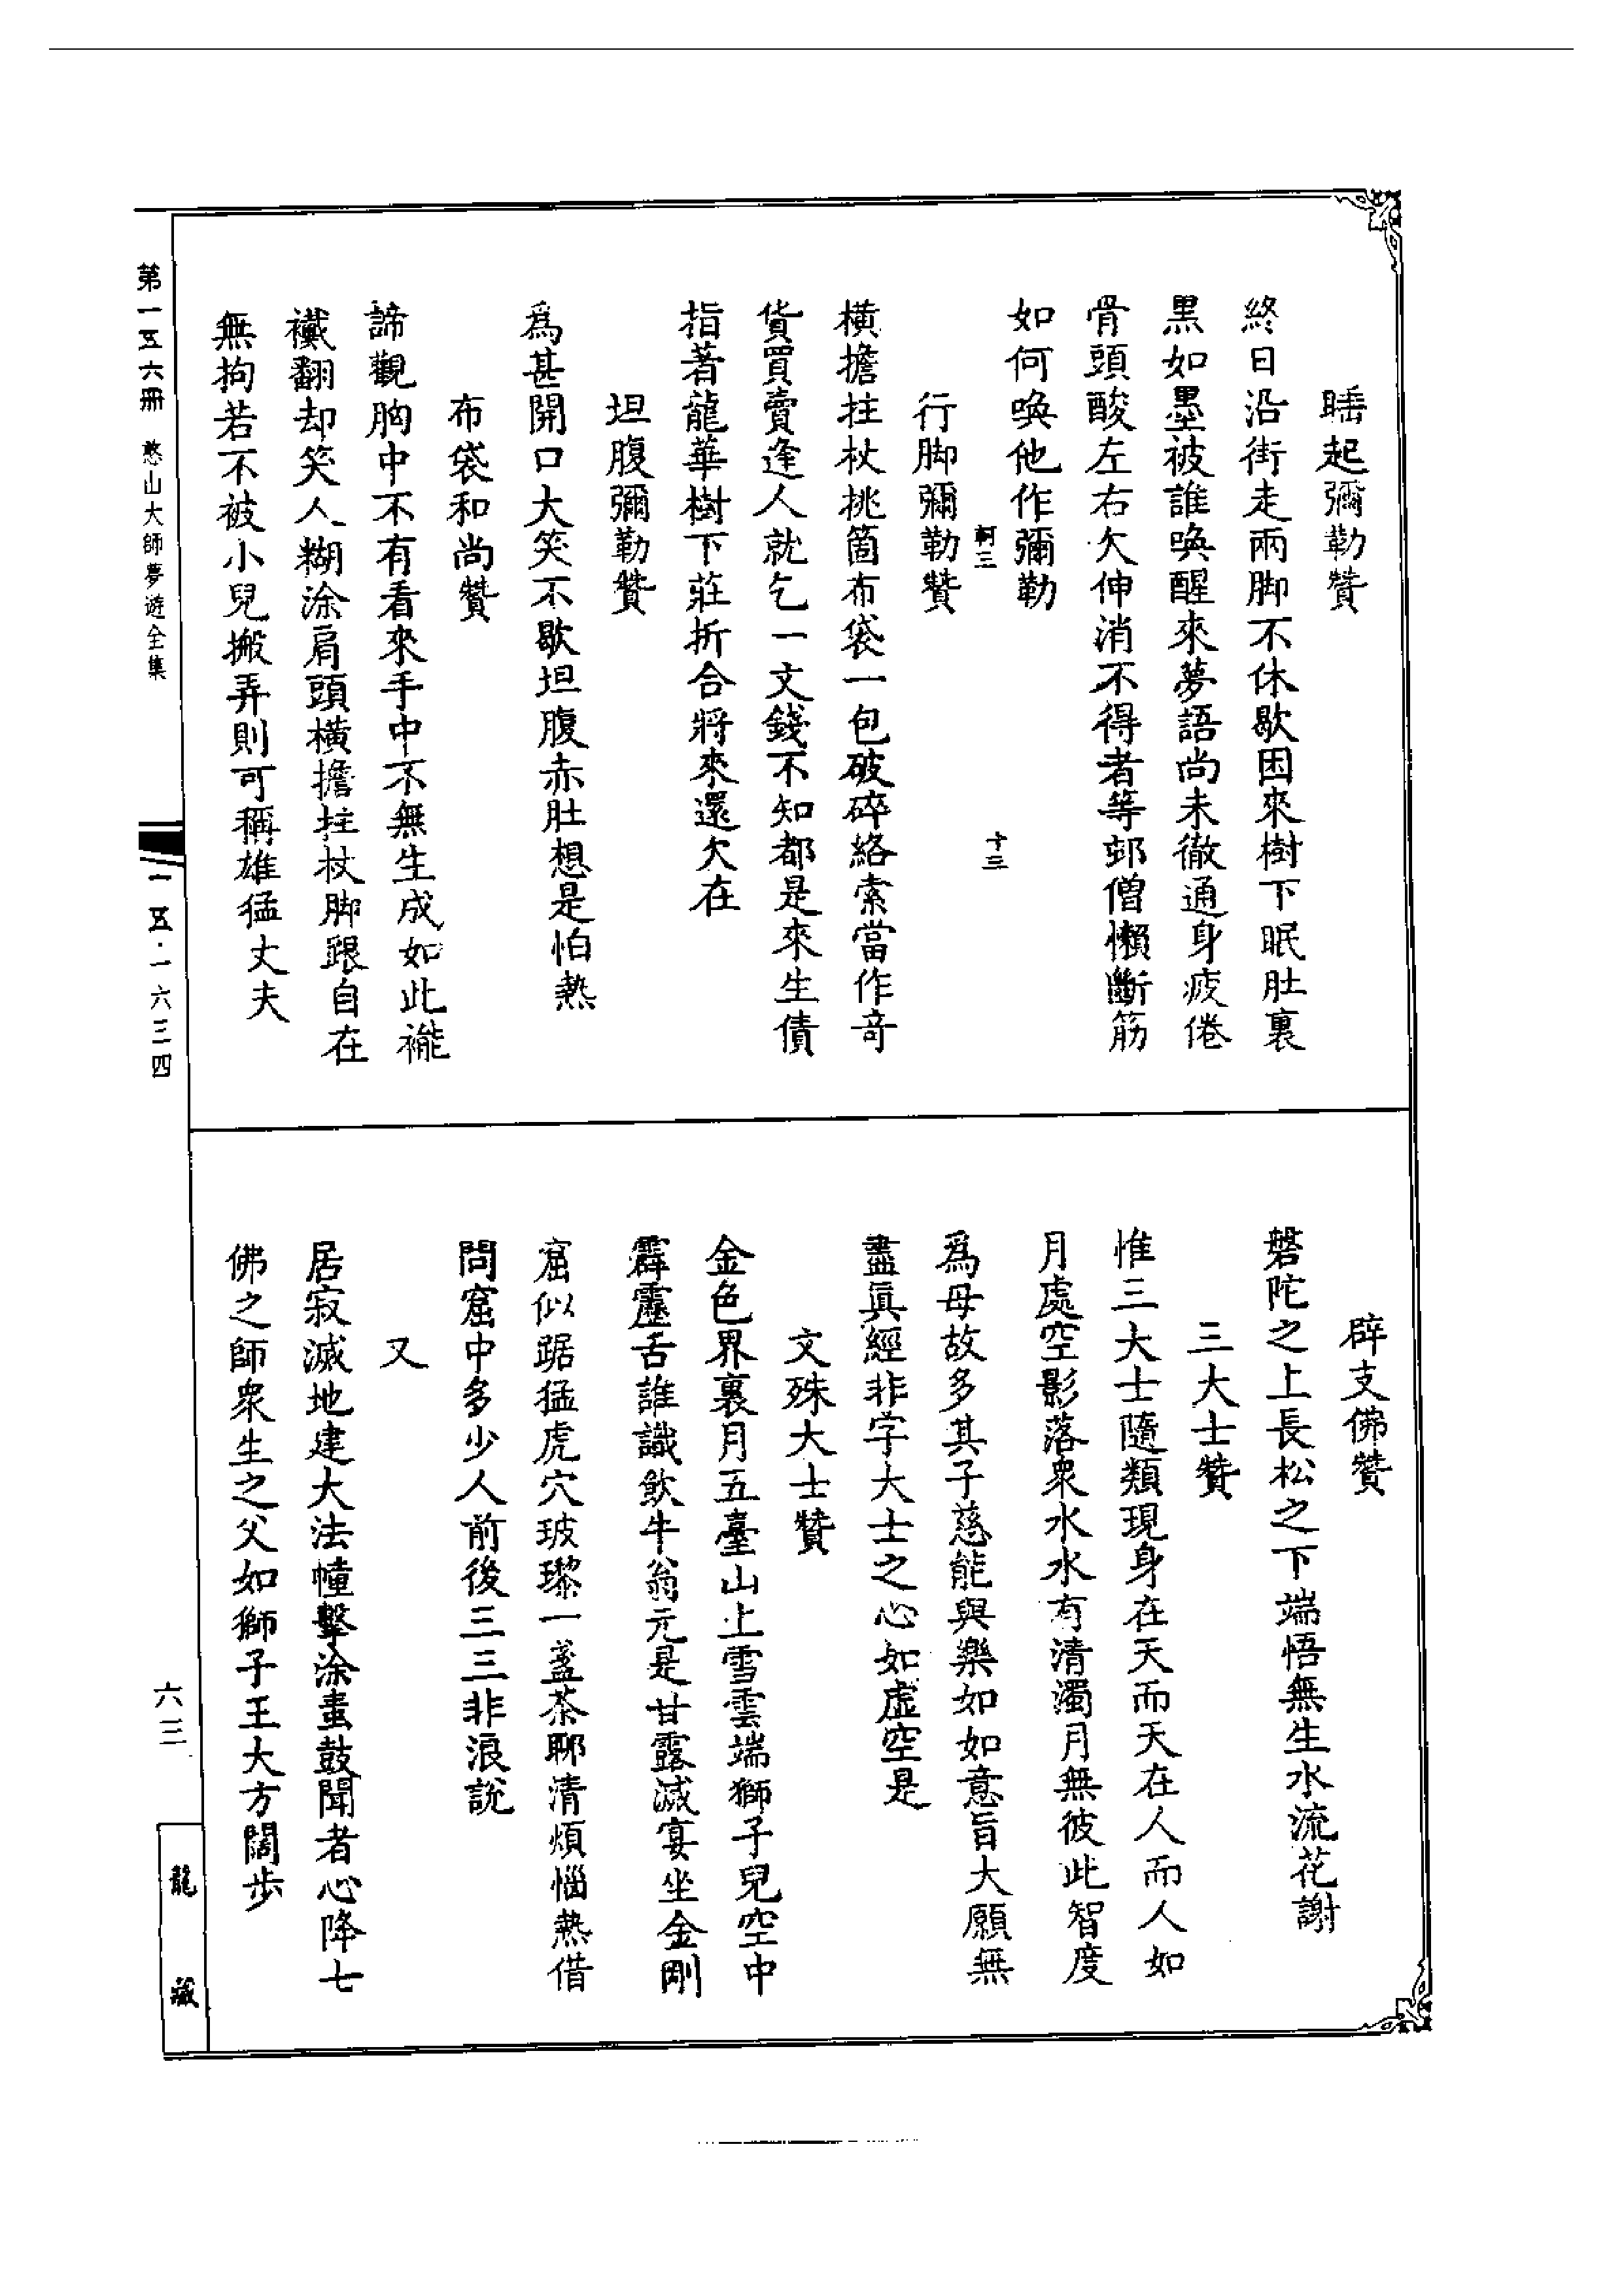 睡起彌勒贊
終日沿街走兩脚不休歇困來樹下眠肚裏
黑如墨被誰喚醒來夢語尚未徹通身疲倦
骨頭酸左右欠伸消不得者等邨僧懶斷筋
如何喚他作彌勒
軻三
十三
行脚彌勒贊
橫擔拄杖挑箇布袋一包破碎絡索當作奇
貨買賣逢人就乞一文錢不知都是來生債
指著龍華樹下莊折合將來還欠在
坦腹彌勒贊
爲甚開口大笑不歇坦腹赤肚想是怕熱
布袋和尚贊
諦觀胸中不有看來手中不無生成如此褦
襶翻却笑人糊涂肩頭橫擔拄杖脚跟自在
無拘若不被小兒搬弄則可稱雄猛丈夫
辟支佛贊
磐陀之上長松之下端悟無生水流花謝
三大士贊
惟三大士隨類現身在天而天在人而人如
月處空影落衆水水有清濁月無彼此智度
爲母故多其子慈能與樂如如意旨大願無
盡眞經非字大士之心如虛空是
文殊大士贊
金色界裏月五臺山上雪雲端獅子兒空中
霹靂舌誰識飲牛翁元是甘露滅宴坐金剛
窟似踞猛虎穴玻瓈一盞茶聊清煩惱熱借
問窟中多少人前後三三非浪說
又
居寂滅地建大法幢擊涂毒鼓聞者心降七
佛之師衆生之父如獅子王大方闊步
第一五六冊　憨山大師夢遊全集
一五·一六三四
六三
龍藏